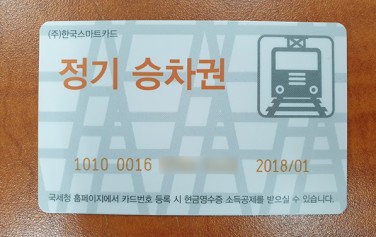 (주)한국스마트카드
정기 승차권
1010 0016 2018/01
국세청 홈페이지에서 카드번호 등록 시 현금영수증 소득공제를 받으실 수 있습니다.